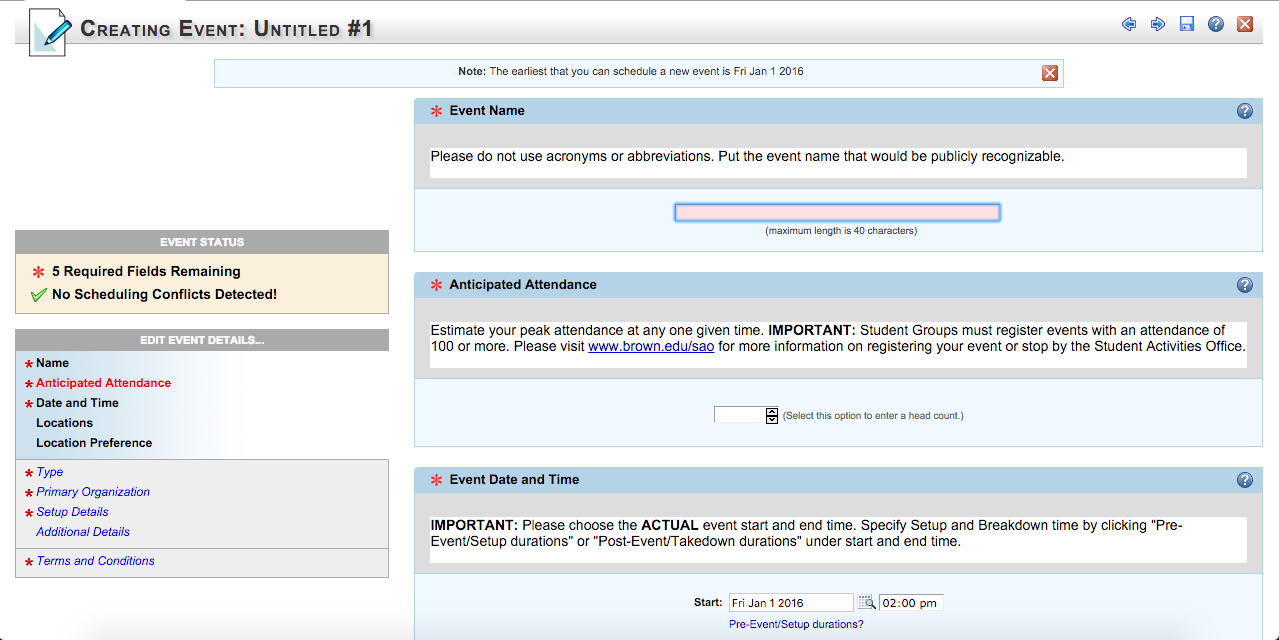 Creating Event: Untitled #1
Note: The earliest that you can schedule a new event is Fri Jan 1 2016
Event Name
Please do not use acronyms or abbreviations. Put the event name that would be publicly recognizable.
(maximum length is 40 characters)
EVENT STATUS
5 Required Fields Remaining
No Scheduling Conflicts Detected!
EDIT EVENT DETAILS...
* Name
* Anticipated Attendance
* Date and Time
Locations
Location Preference
* Type
* Primary Organization
* Setup Details
Additional Details
* Terms and Conditions
Anticipated Attendance
Estimate your peak attendance at any one given time. IMPORTANT: Student Groups must register events with an attendance of
100 or more. Please visit www.brown.edu/sao for more information on registering your event or stop by the Student Activities Office.
(Select this option to enter a head count.)
Event Date and Time
IMPORTANT: Please choose the ACTUAL event start and end time. Specify Setup and Breakdown time by clicking "Pre-
Event/Setup durations" or "Post-Event/Takedown durations" under start and end time.
Start: Fri Jan 1 2016 02:00 pm
Pre-Event/Setup durations?